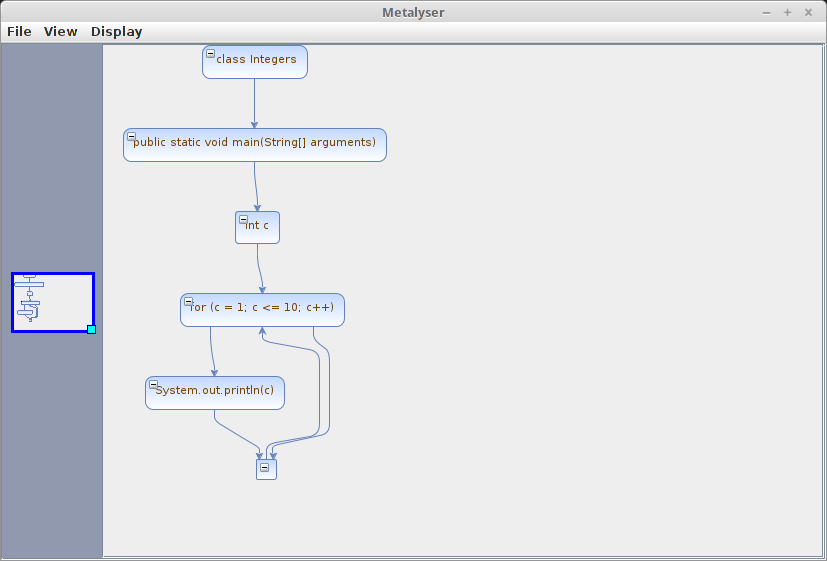 Metalyser
File View Display
class Integers
public static void main(String[] arguments)
int c
for (c = 1; c <= 10; c++)
System.out.println(c)